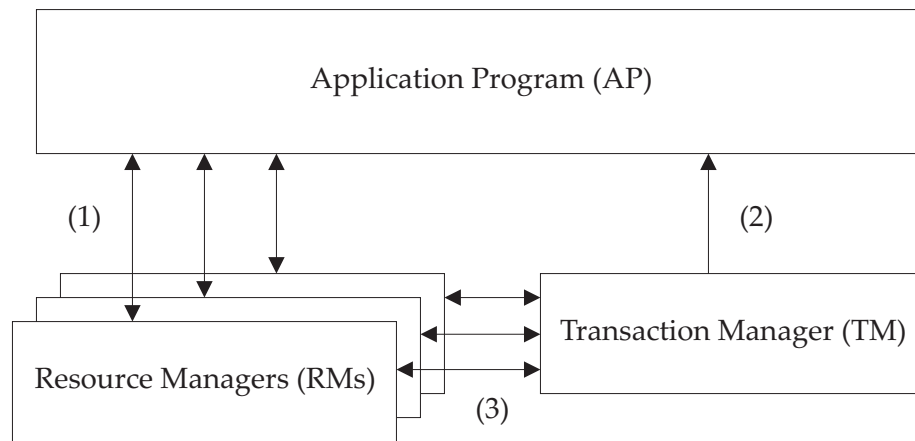 Application Program (AP)
(1)
(2)
Transaction Manager (TM)
Resource Managers (RMs)
(3)